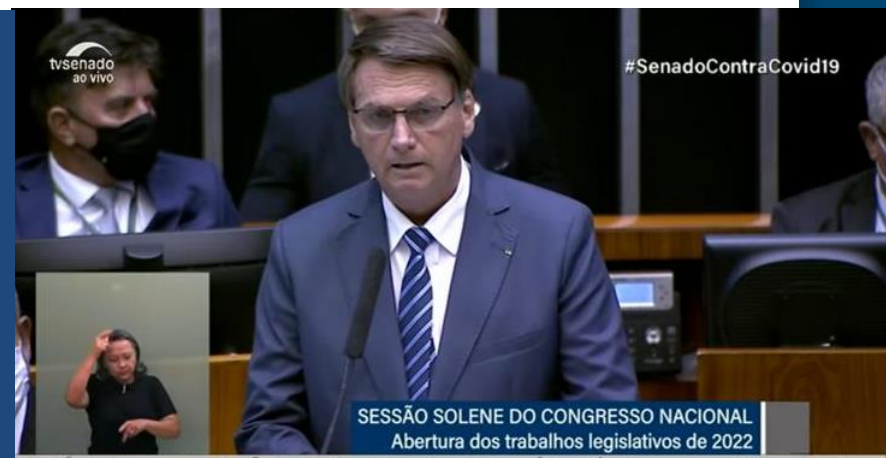 tvsenado
ao vivo
#SenadoContraCovid19
SESSÃO SOLENE DO CONGRESSO NACIONAL
Abertura dos trabalhos legislativos de 2022